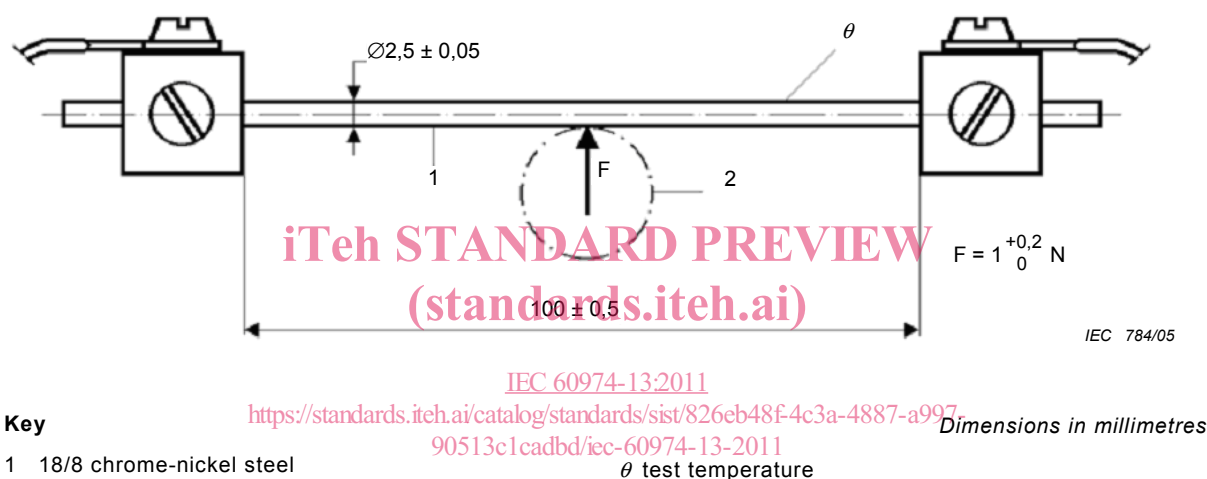 ∅2,5 ± 0,05
θ
1
F
2
iTeh STANDARD PREVIEW
F = 1 +0,2 0 N
(standards.iteh.ai)
100 ± 0,5
IEC 784/05
IEC 60974-13:2011
Key
https://standards.iteh.ai/catalog/standards/sist/826eb48f-4c3a-4887-a997-
Dimensions in millimetres
90513c1cadbd/iec-60974-13-2011
1 18/8 chrome-nickel steel
θ test temperature